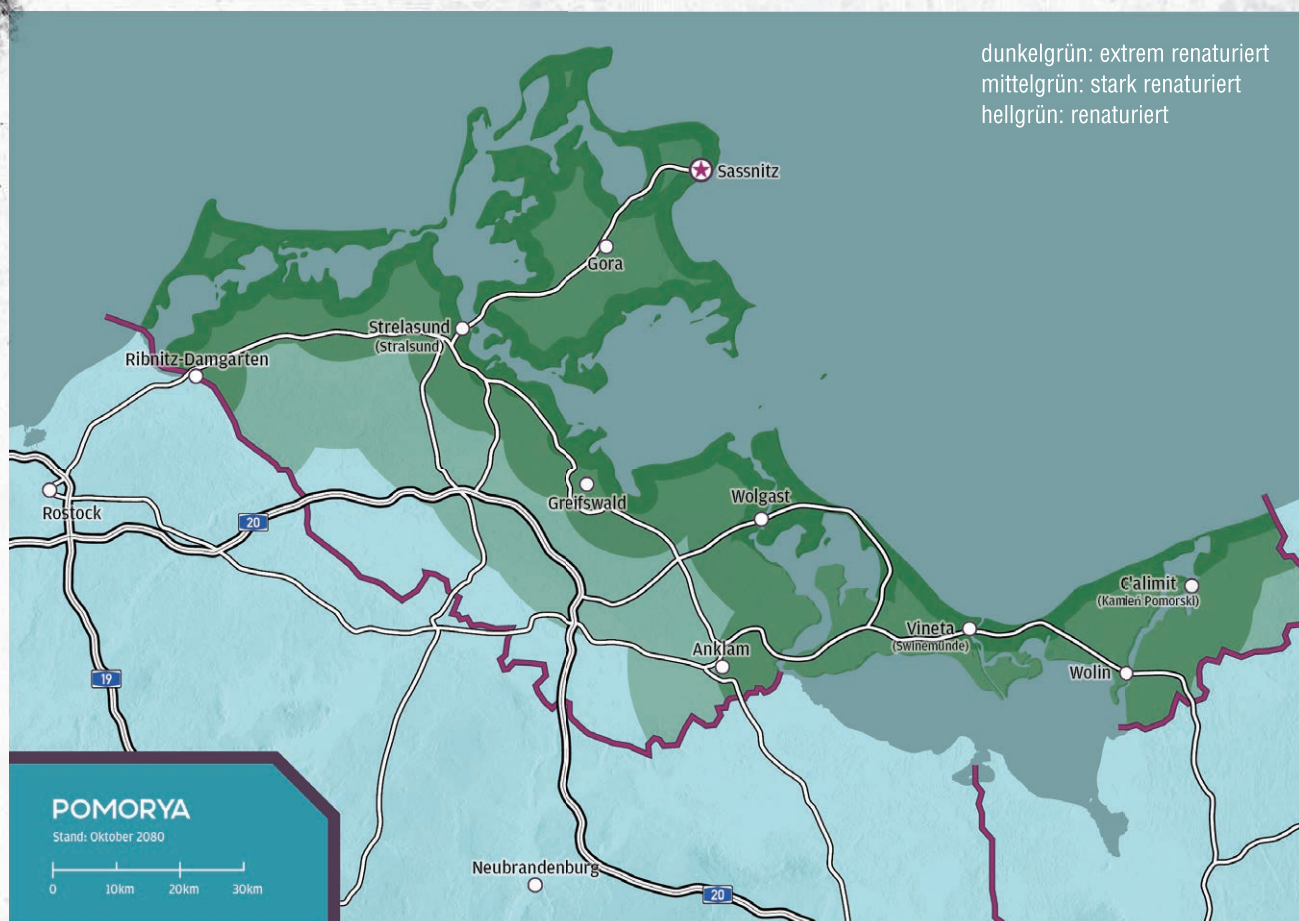 dunkelgrün: extrem renaturiert
mittelgrün: stark renaturiert
hellgrün: renaturiert
Sassnitz
Gora
Strelasund
(Stralsund)
Ribnitz-Damgarten
Rostock
20
Greifswald
Wolgast
C'alimit
(Kamień Pomorski)
Vineta
(Swinemünde)
Anklam
Wolin
19
POMORYA
Stand: Oktober 2080
0 10km 20km 30km
Neubrandenburg
20